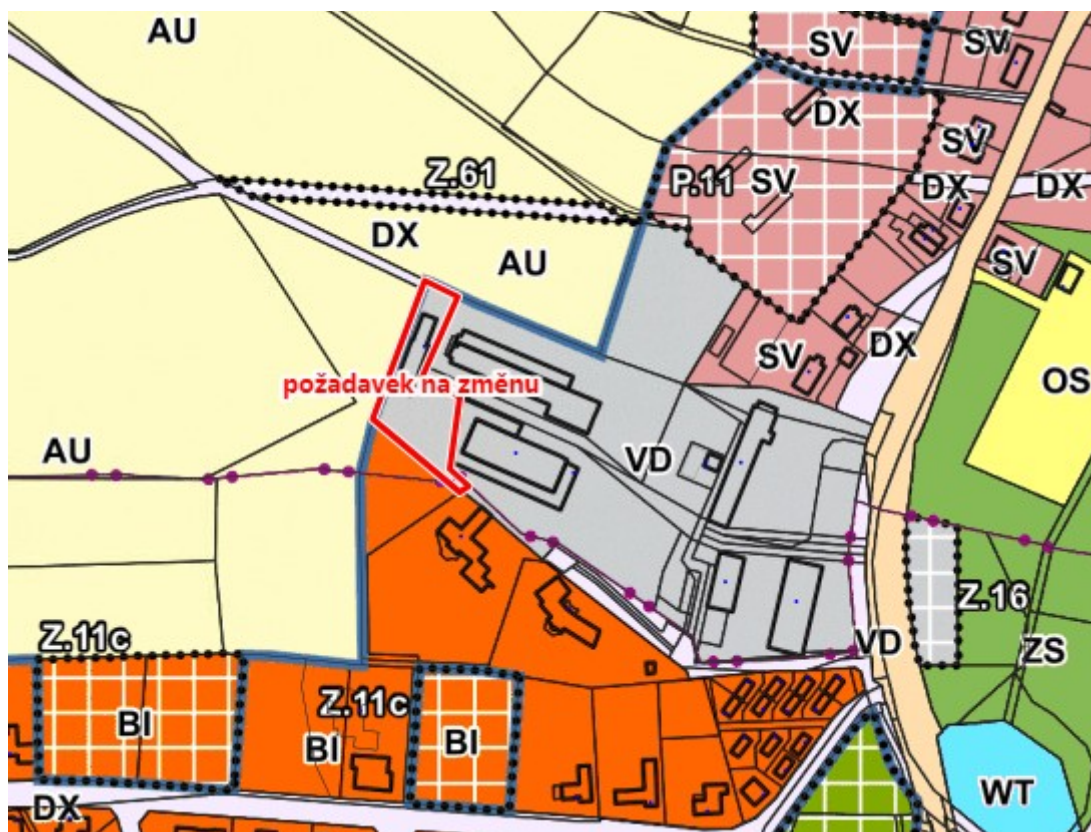 AU
SV
SV
DX
Z.61
P.11
SV
SV
DX
DX
DX
AU
SV
požadavek na změnu
SV
DX
OS
AU
VD
Z.16
Z.11c
VD
ZS
Z.11c
BI
BI
BI
WT
DX